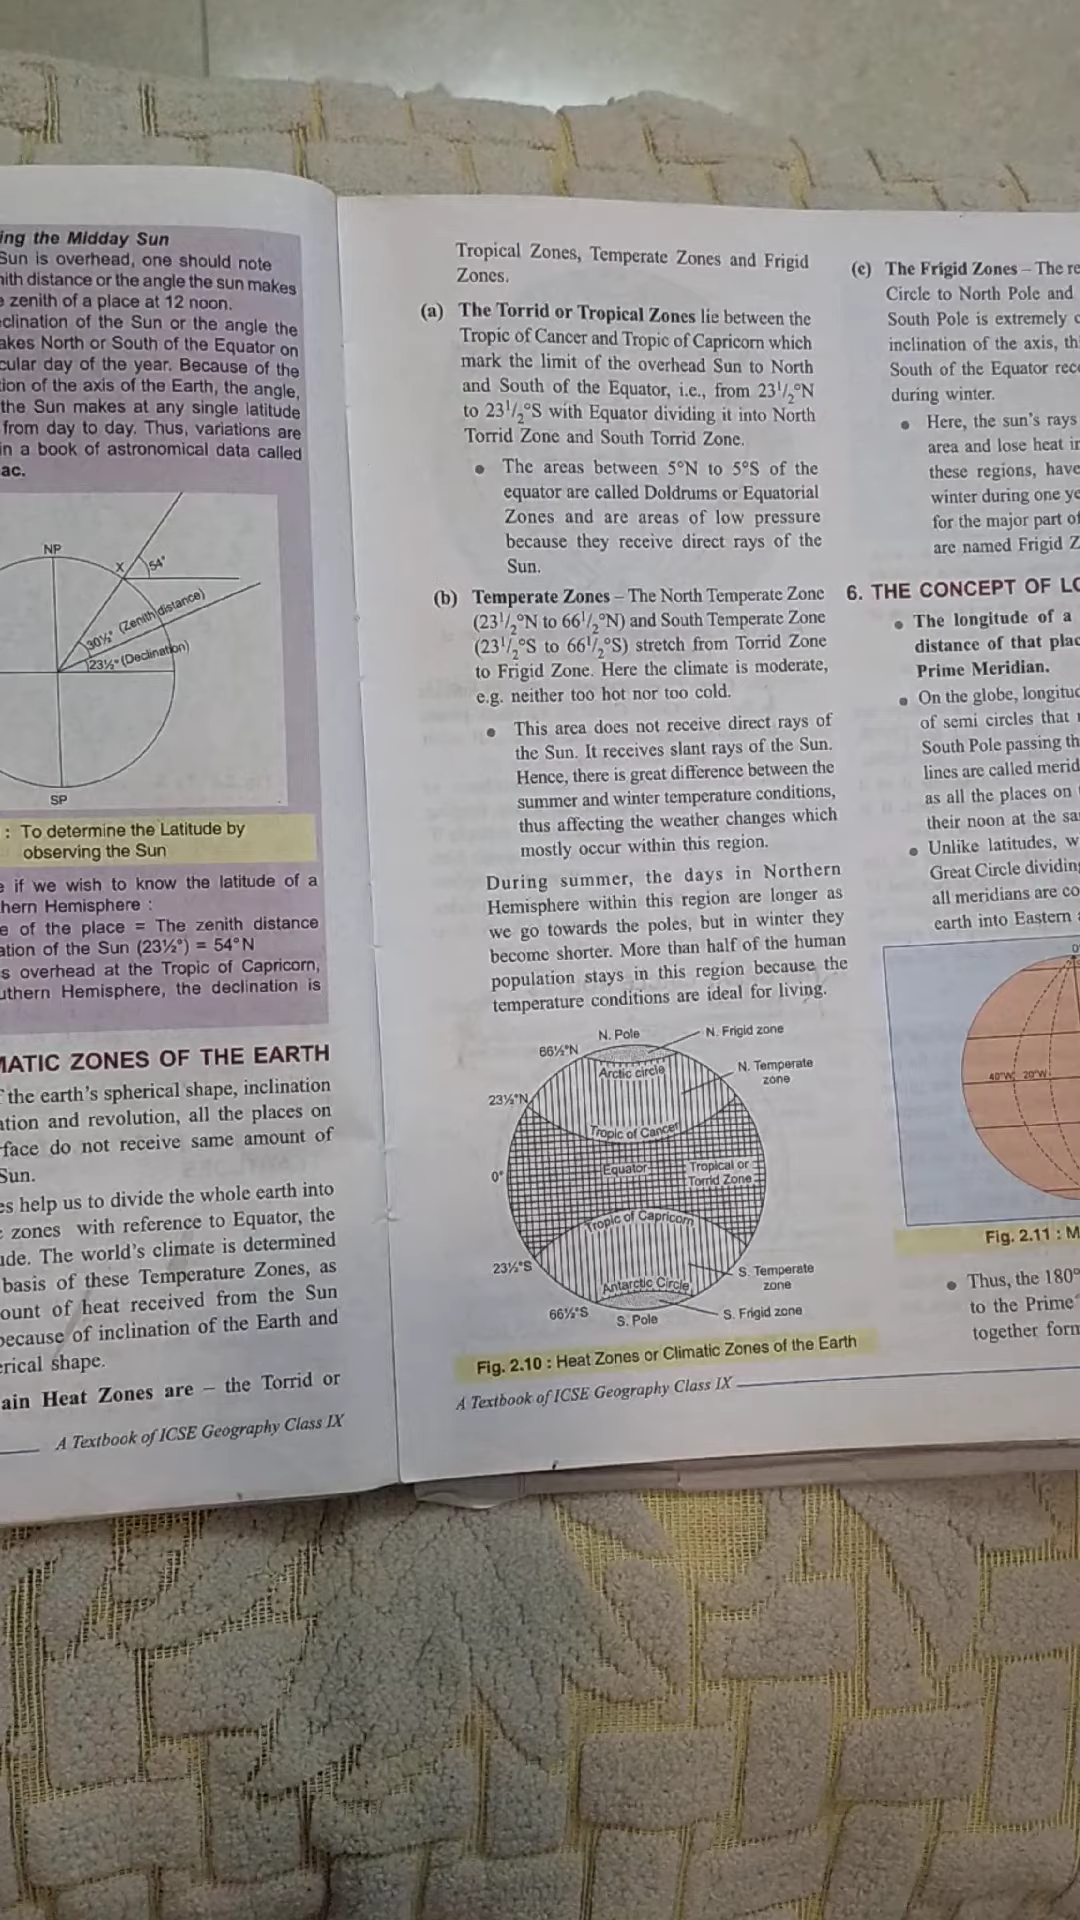 ing the Midday Sun
Sun is overhead, one should note
nith distance or the angle the sun makes
zenith of a place at 12 noon.
clination of the Sun or the angle the
akes North or South of the Equator on
cular day of the year. Because of the
ion of the axis of the Earth, the angle,
the Sun makes at any single latitude
from day to day. Thus, variations are
in a book of astronomical data called
ac.
NP
X
54°
30½° (Zenith distance)
23½° (Declination)
SP
: To determine the Latitude by
observing the Sun
e if we wish to know the latitude of a
hern Hemisphere :
e of the place = The zenith distance
ation of the Sun (23½°) = 54°N
s overhead at the Tropic of Capricorn,
uthern Hemisphere, the declination is
MATIC ZONES OF THE EARTH
f the earth's spherical shape, inclination
ation and revolution, all the places on
face do not receive same amount of
Sun.
es help us to divide the whole earth into
zones with reference to Equator, the
ude. The world's climate is determined
basis of these Temperature Zones, as
ount of heat received from the Sun
because of inclination of the Earth and
erical shape.
ain Heat Zones are – the Torrid or
A Textbook of ICSE Geography Class IX
Tropical Zones, Temperate Zones and Frigid
Zones.
(a) The Torrid or Tropical Zones lie between the
Tropic of Cancer and Tropic of Capricorn which
mark the limit of the overhead Sun to North
and South of the Equator, i.e., from 23¹/₂°N
to 23¹/₂°S with Equator dividing it into North
Torrid Zone and South Torrid Zone.
• The areas between 5°N to 5°S of the
equator are called Doldrums or Equatorial
Zones and are areas of low pressure
because they receive direct rays of the
Sun.
(b) Temperate Zones – The North Temperate Zone
(23¹/₂°N to 66¹/₂°N) and South Temperate Zone
(23¹/₂°S to 66¹/₂°S) stretch from Torrid Zone
to Frigid Zone. Here the climate is moderate,
e.g. neither too hot nor too cold.
• This area does not receive direct rays of
the Sun. It receives slant rays of the Sun.
Hence, there is great difference between the
summer and winter temperature conditions,
thus affecting the weather changes which
mostly occur within this region.
During summer, the days in Northern
Hemisphere within this region are longer as
we go towards the poles, but in winter they
become shorter. More than half of the human
population stays in this region because the
temperature conditions are ideal for living.
N. Pole
N. Frigid zone
66½°N
Arctic circle
N. Temperate
zone
23½°N
Tropic of Cancer
0°
Equator
Tropical or
Torrid Zone
Tropic of Capricorn
23½°S
S. Temperate
zone
Antarctic Circle
66½°S
S. Pole
S. Frigid zone
Fig. 2.10 : Heat Zones or Climatic Zones of the Earth
A Textbook of ICSE Geography Class IX
(c) The Frigid Zones – The re
Circle to North Pole and
South Pole is extremely c
inclination of the axis, th
South of the Equator rec
during winter.
• Here, the sun's rays
area and lose heat in
these regions, have
winter during one ye
for the major part of
are named Frigid Z
6. THE CONCEPT OF LO
• The longitude of a
distance of that plac
Prime Meridian.
• On the globe, longitud
of semi circles that
South Pole passing th
lines are called merid
as all the places on
their noon at the sa
• Unlike latitudes, w
Great Circle dividing
all meridians are co
earth into Eastern
0°
40°W 20°W
Fig. 2.11 : M
• Thus, the 180°
to the Prime
together form